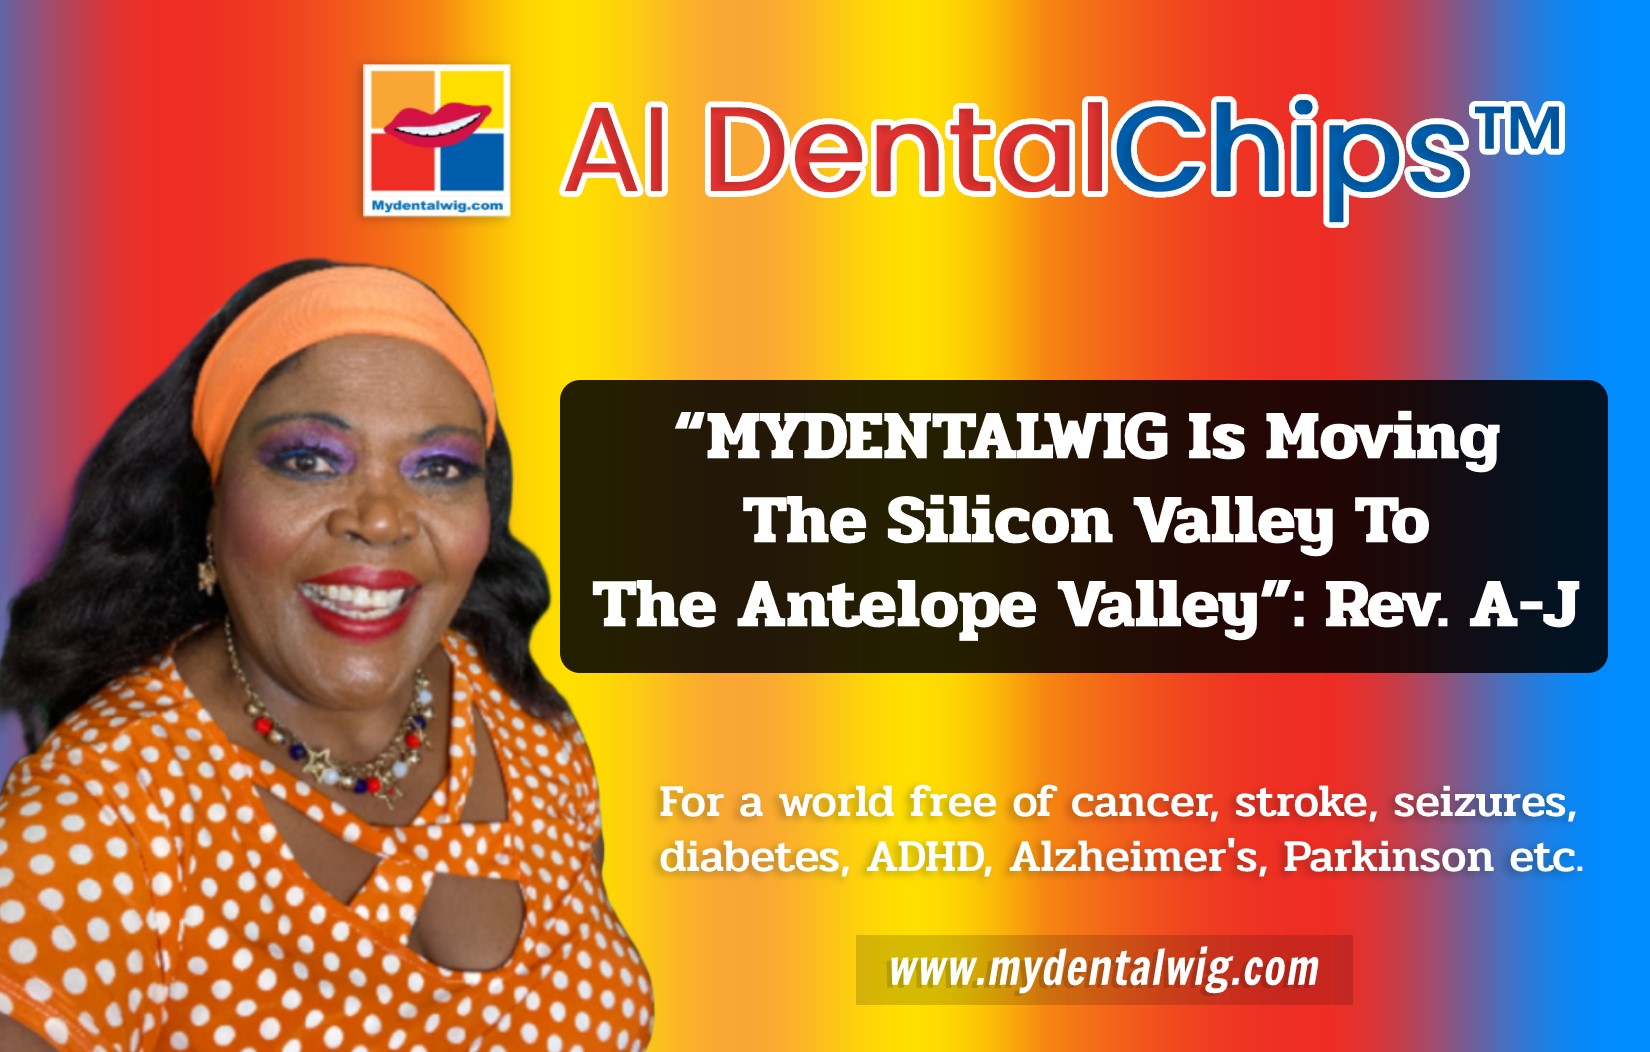 Mydentalwig.com
AI DentalChips™
“MYDENTALWIG Is Moving
The Silicon Valley To
The Antelope Valley”: Rev. A-J
For a world free of cancer, stroke, seizures,
diabetes, ADHD, Alzheimer's, Parkinson etc.
www.mydentalwig.com